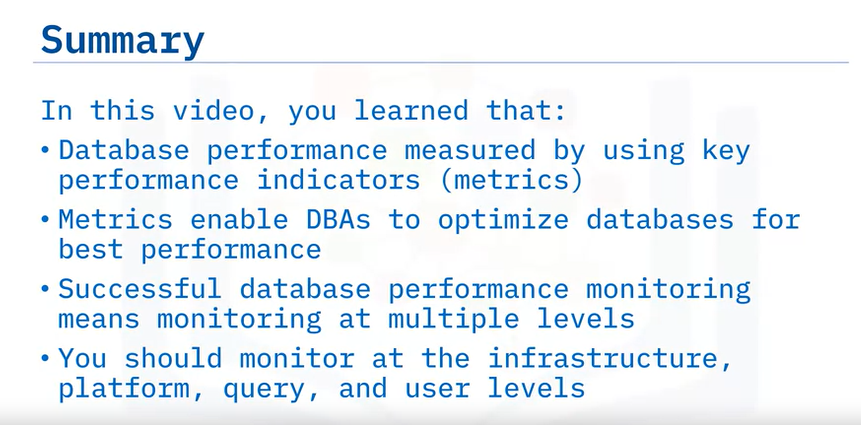 Summary
In this video, you learned that:
• Database performance measured by using key
performance indicators (metrics)
• Metrics enable DBAs to optimize databases for
best performance
• Successful database performance monitoring
means monitoring at multiple levels
• You should monitor at the infrastructure,
platform, query, and user levels